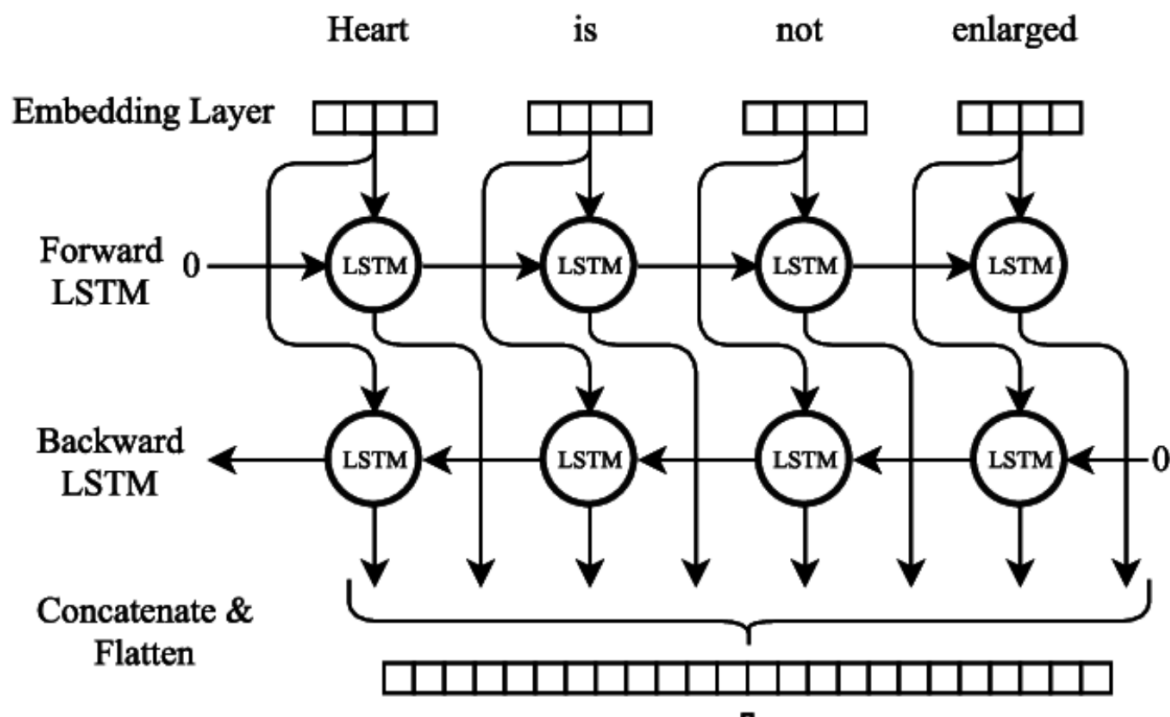 Heart is not enlarged
Embedding Layer
Forward
LSTM
0
LSTM LSTM LSTM LSTM
Backward
LSTM
LSTM LSTM LSTM LSTM
0
Concatenate &
Flatten